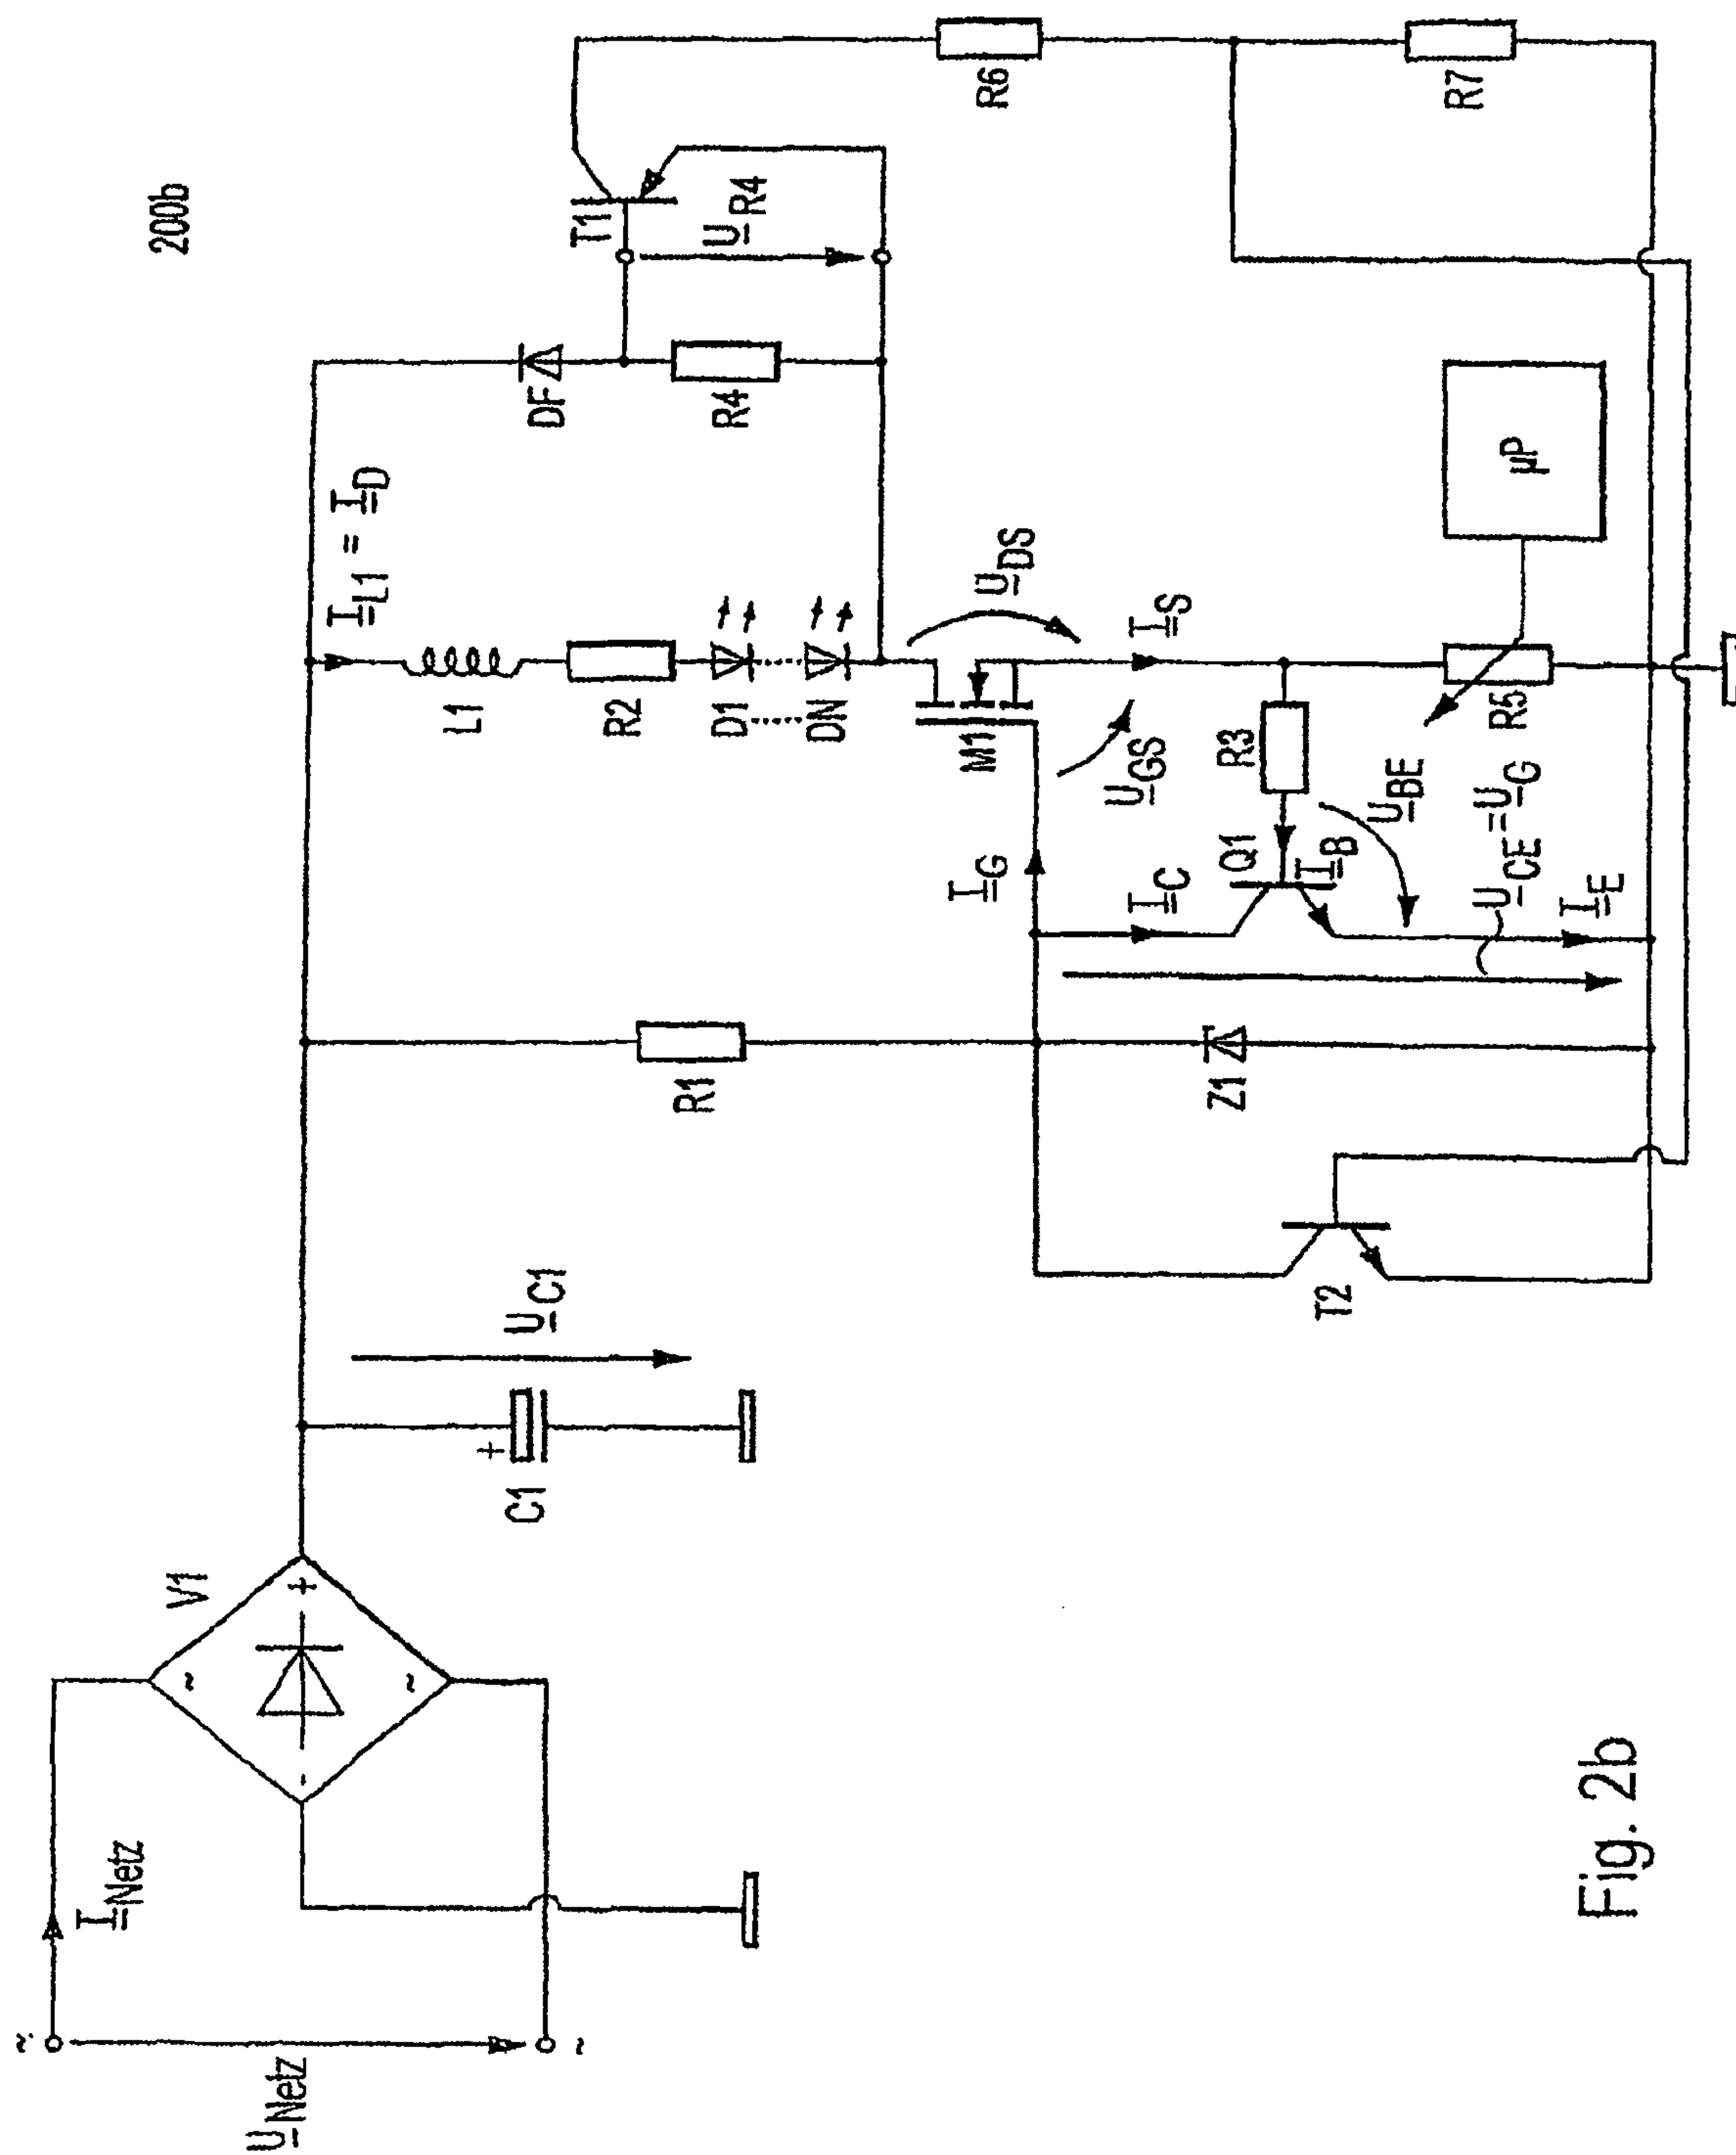 200b
U_Netz
~
~
I_Netz
V1
~
~
+
-
C1
+
U_C1
R1
I_L1 = I_D
L1
R2
D1
DN
DF
R4
T1
U_R4
R6
R7
M1
U_DS
U_GS
I_G
I_S
I_C
Q1
R3
I_B
U_BE
U_CE=U_G
I_E
R5
µP
Z1
T2
Fig. 2b